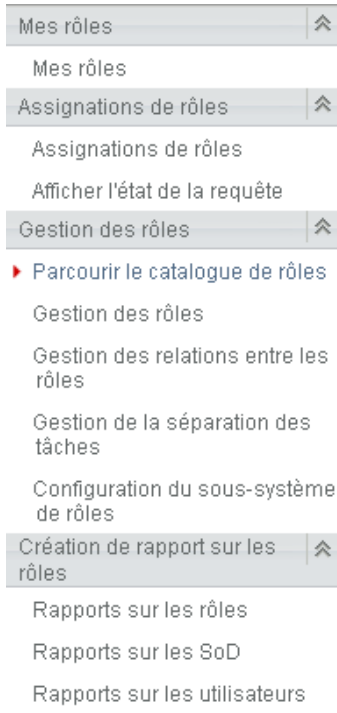 Mes rôles
Mes rôles
Assignations de rôles
Assignations de rôles
Afficher l'état de la requête
Gestion des rôles
Parcourir le catalogue de rôles
Gestion des rôles
Gestion des relations entre les
rôles
Gestion de la séparation des
tâches
Configuration du sous-système
de rôles
Création de rapport sur les
rôles
Rapports sur les rôles
Rapports sur les SoD
Rapports sur les utilisateurs